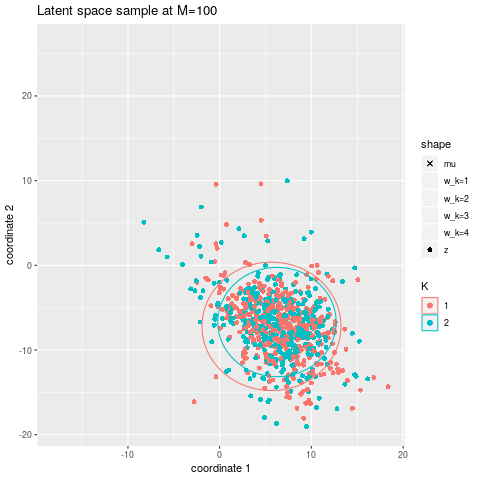 Latent space sample at M=100
20
10
0
-10
-20
coordinate 2
-10
0
10
20
coordinate 1
shape
mu
w_k=1
w_k=2
w_k=3
w_k=4
z
K
1
2